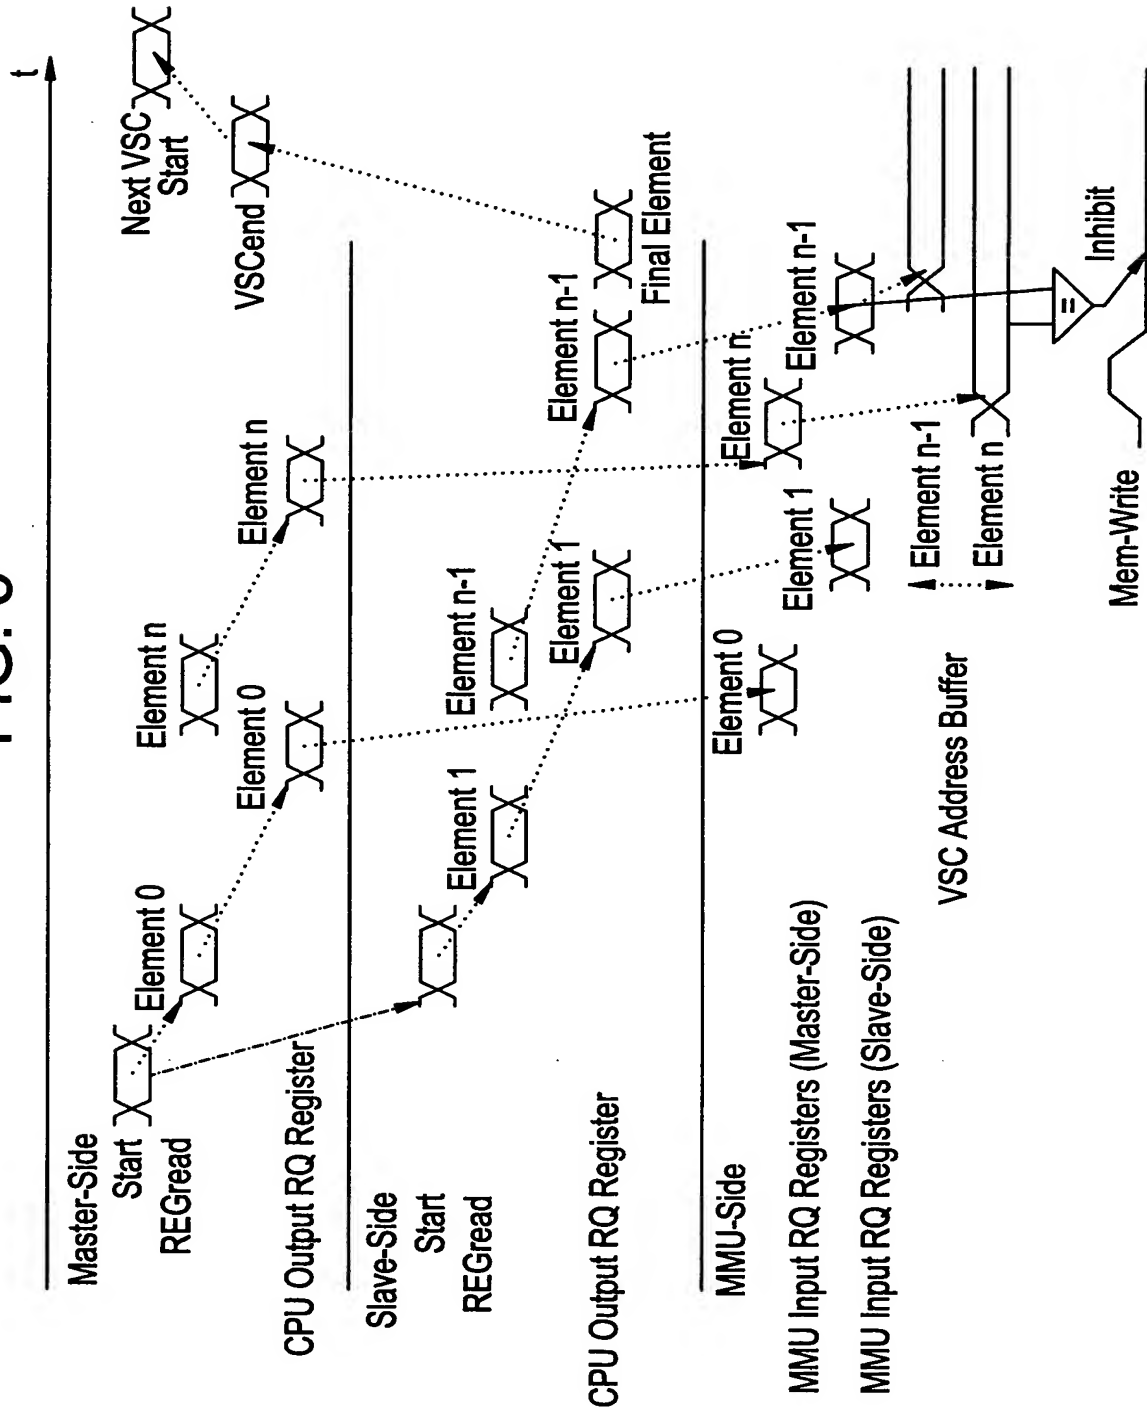 t
Master-Side
Start
Next VSC
Start
REGread
Element 0
Element n
VSCend
CPU Output RQ Register
Element 0
Element n
Slave-Side
Start
REGread
Element 1
Element n-1
CPU Output RQ Register
Element 1
Element n-1
Final Element
MMU-Side
Element 0
Element n
MMU Input RQ Registers (Master-Side)
Element 1
Element n-1
MMU Input RQ Registers (Slave-Side)
VSC Address Buffer
Element n-1
Element n
=
Inhibit
Mem-Write